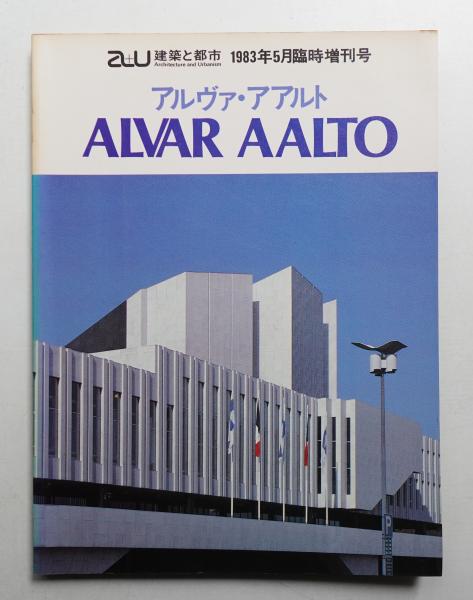 a+u 建築と都市 1983年5月臨時増刊号
Architecture and Urbanism
アルヴァ・アアルト
ALVAR AALTO
P